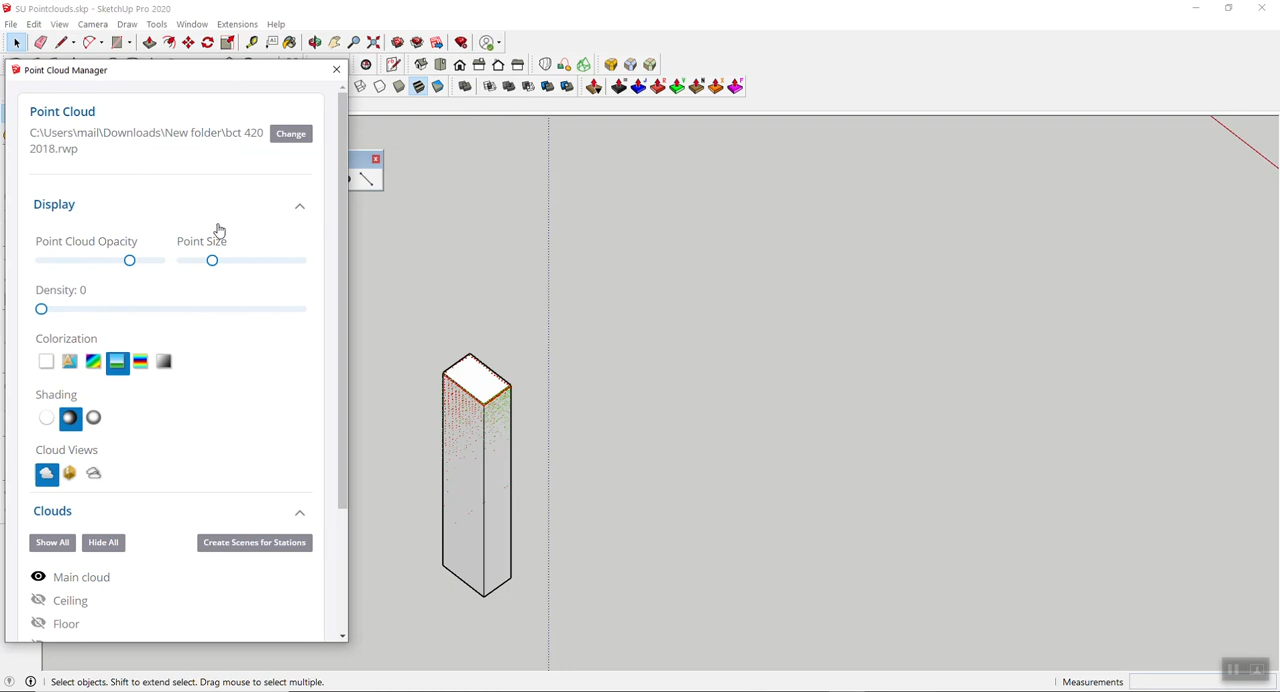 SU Pointclouds.skp - SketchUp Pro 2020
File Edit View Camera Draw Tools Window Extensions Help
Point Cloud Manager
Point Cloud
C:\Users\mail\Downloads\New folder\bct 420
2018.rwp
Change
Display
Point Cloud Opacity
Point Size
Density: 0
Colorization
Shading
Cloud Views
Clouds
Show All
Hide All
Create Scenes for Stations
Main cloud
Ceiling
Floor
Select objects. Shift to extend select. Drag mouse to select multiple.
Measurements